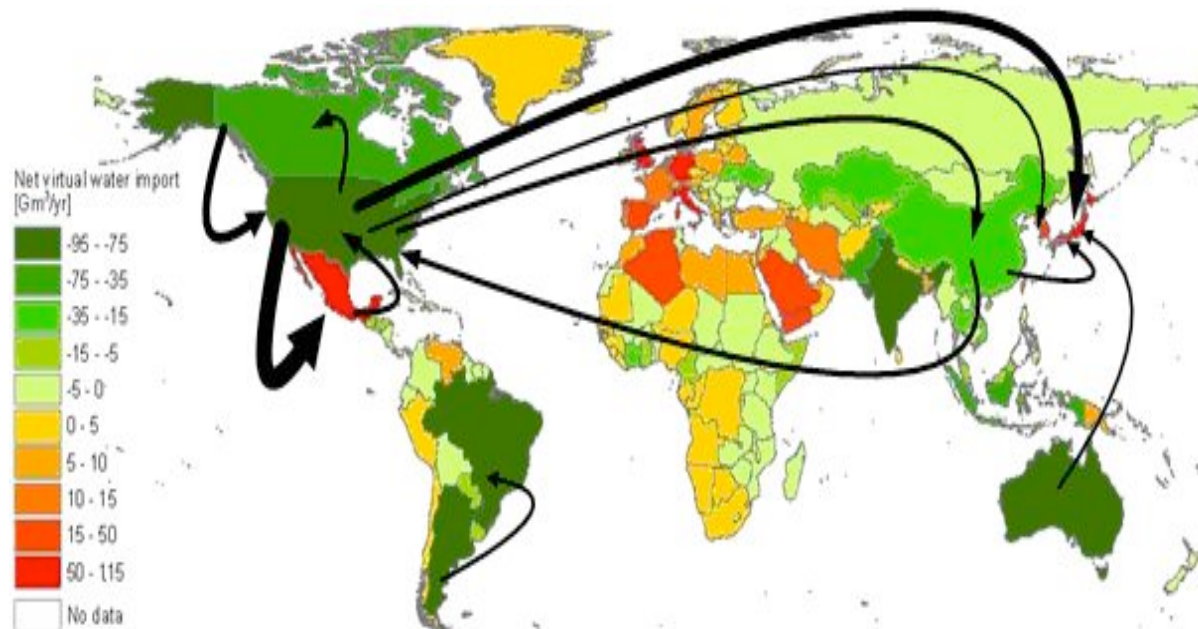 Net virtual water import
[Gm³/yr]
-95 - -75
-75 - -35
-35 - -15
-15 - -5
-5 - 0
0 - 5
5 - 10
10 - 15
15 - 50
50 - 115
No data